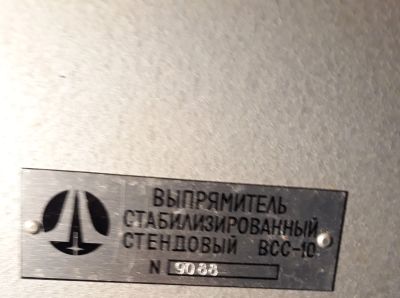 ВЫПРЯМИТЕЛЬ
СТАБИЛИЗИРОВАННЫЙ
СТЕНДОВЫЙ ВСС-10
N 9088